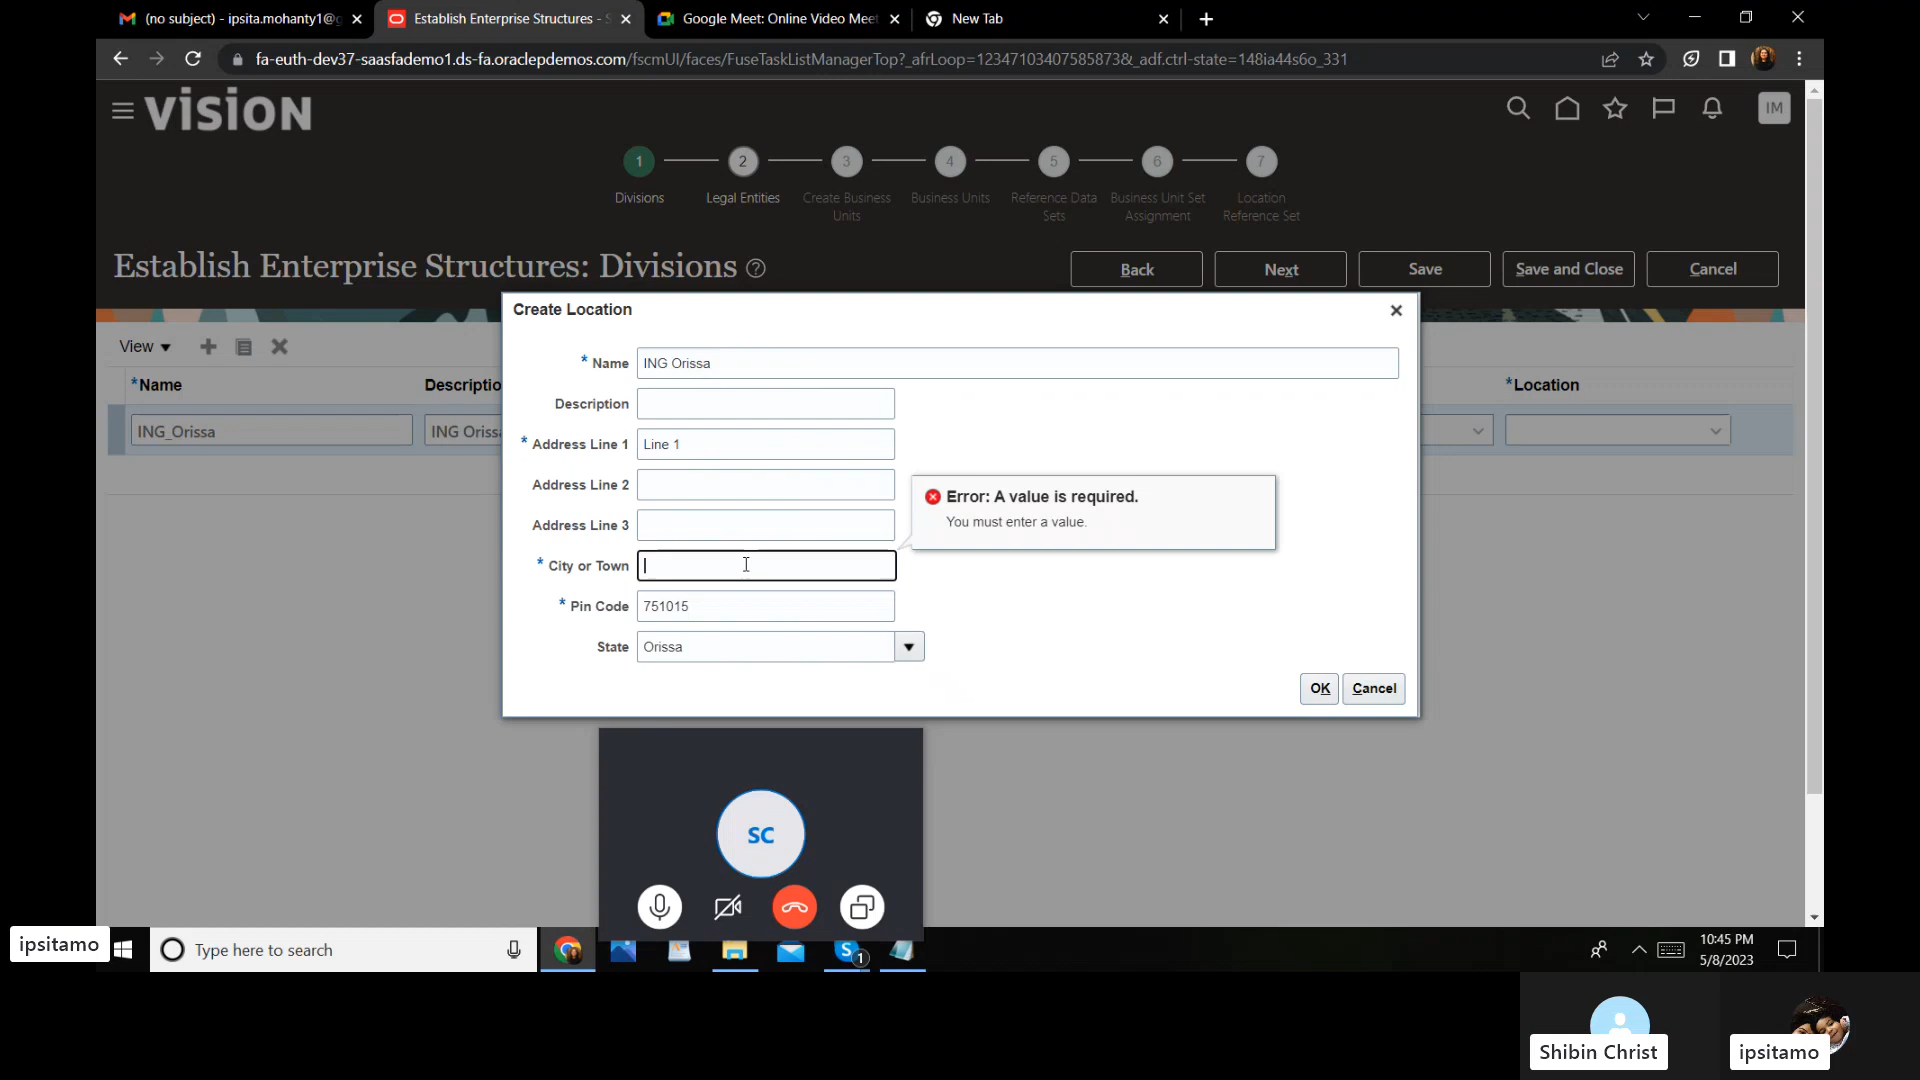 (no subject) - ipsita.mohanty1@g
Establish Enterprise Structures - S
Google Meet: Online Video Meet
New Tab
fa-euth-dev37-saasfademo1.ds-fa.oraclepdemos.com/fscmUI/faces/FuseTaskListManagerTop?_afrLoop=12347103407585873&_adf.ctrl-state=148ia44s6o_331
VISION
IM
1
2
3
4
5
6
7
Divisions
Legal Entities
Create Business Units
Business Units
Reference Data Sets
Business Unit Set Assignment
Location Reference Set
Establish Enterprise Structures: Divisions
Back
Next
Save
Save and Close
Cancel
Create Location
View
*Name
Descriptio
*Location
ING_Orissa
ING Oriss
* Name
ING Orissa
Description
* Address Line 1
Line 1
Address Line 2
Address Line 3
Error: A value is required.
You must enter a value.
* City or Town
* Pin Code
751015
State
Orissa
OK
Cancel
SC
ipsitamo
Type here to search
S
1
10:45 PM
5/8/2023
Shibin Christ
ipsitamo